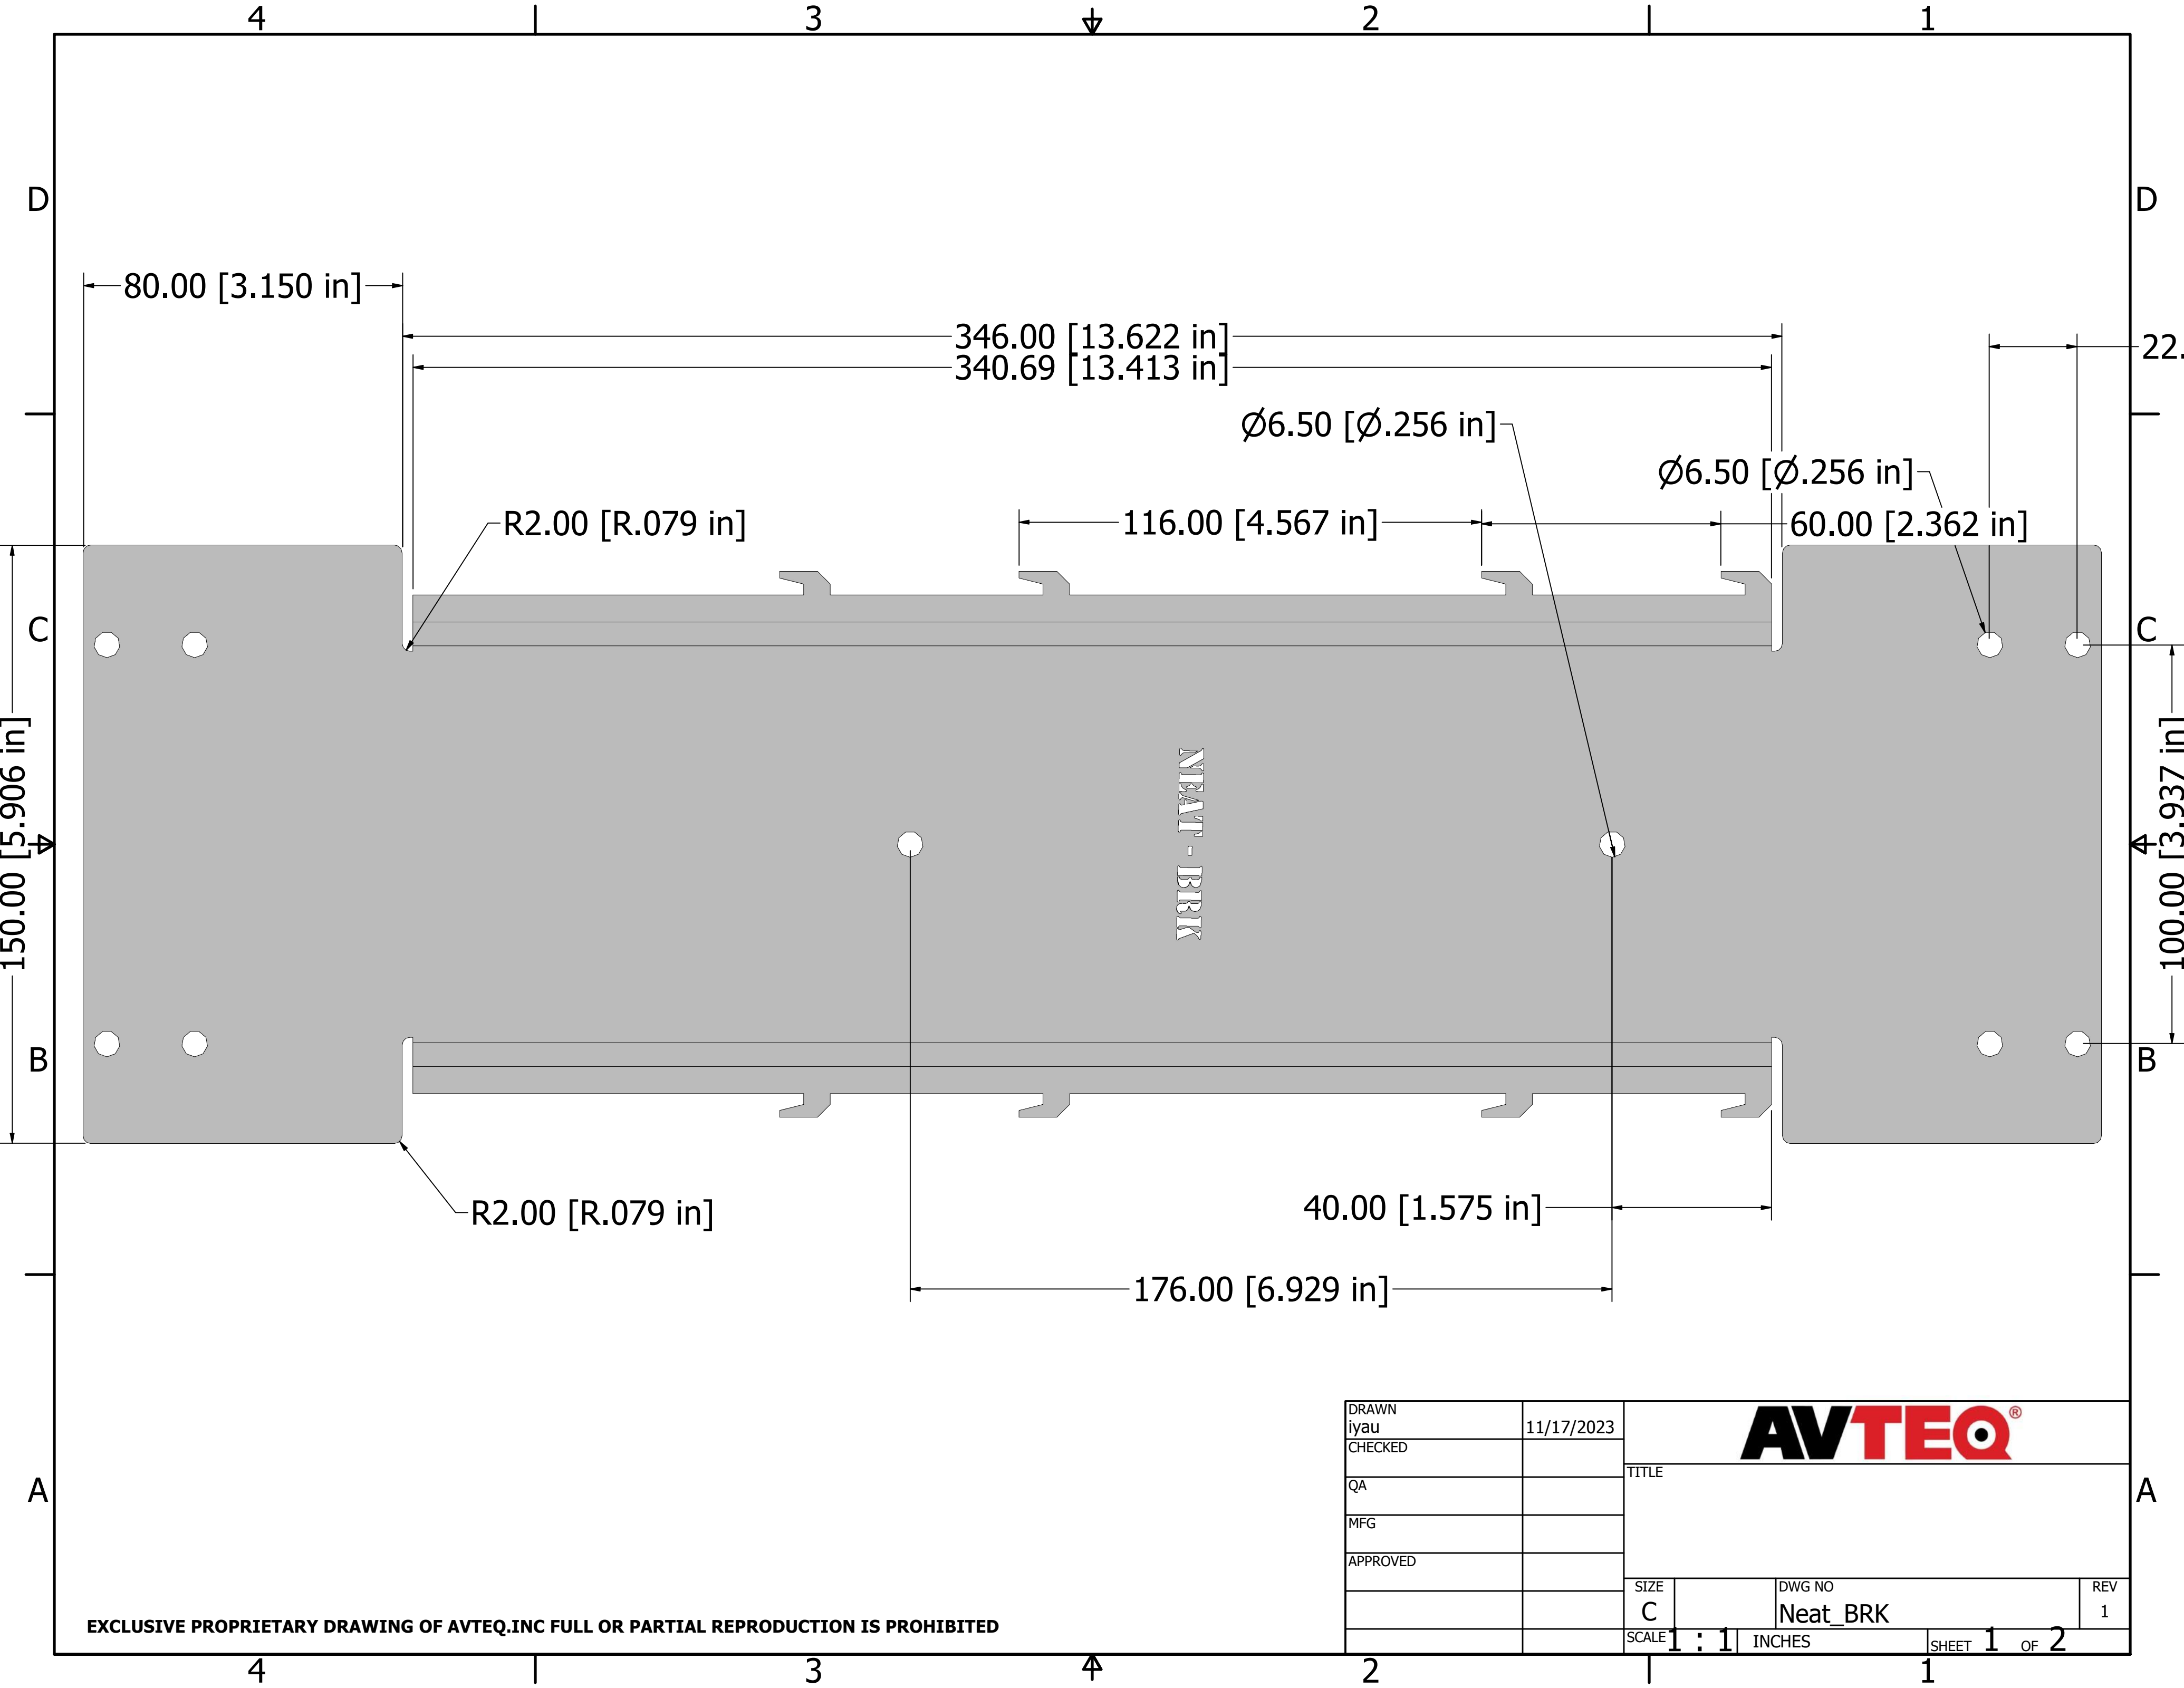 4 3 2 1
D D
80.00 [3.150 in]
346.00 [13.622 in]
340.69 [13.413 in]
22.
Ø6.50 [Ø.256 in]
Ø6.50 [Ø.256 in]
R2.00 [R.079 in]
116.00 [4.567 in]
60.00 [2.362 in]
C C
150.00 [5.906 in]
NEAT - BRK
100.00 [3.937 in]
B B
R2.00 [R.079 in]
40.00 [1.575 in]
176.00 [6.929 in]
A A
DRAWN
iyau 11/17/2023
CHECKED
QA
MFG
APPROVED
AVTEQ®
TITLE
SIZE
C
DWG NO
Neat_BRK
REV
1
SCALE 1 : 1
INCHES
SHEET 1 OF 2
EXCLUSIVE PROPRIETARY DRAWING OF AVTEQ.INC FULL OR PARTIAL REPRODUCTION IS PROHIBITED
4 3 2 1